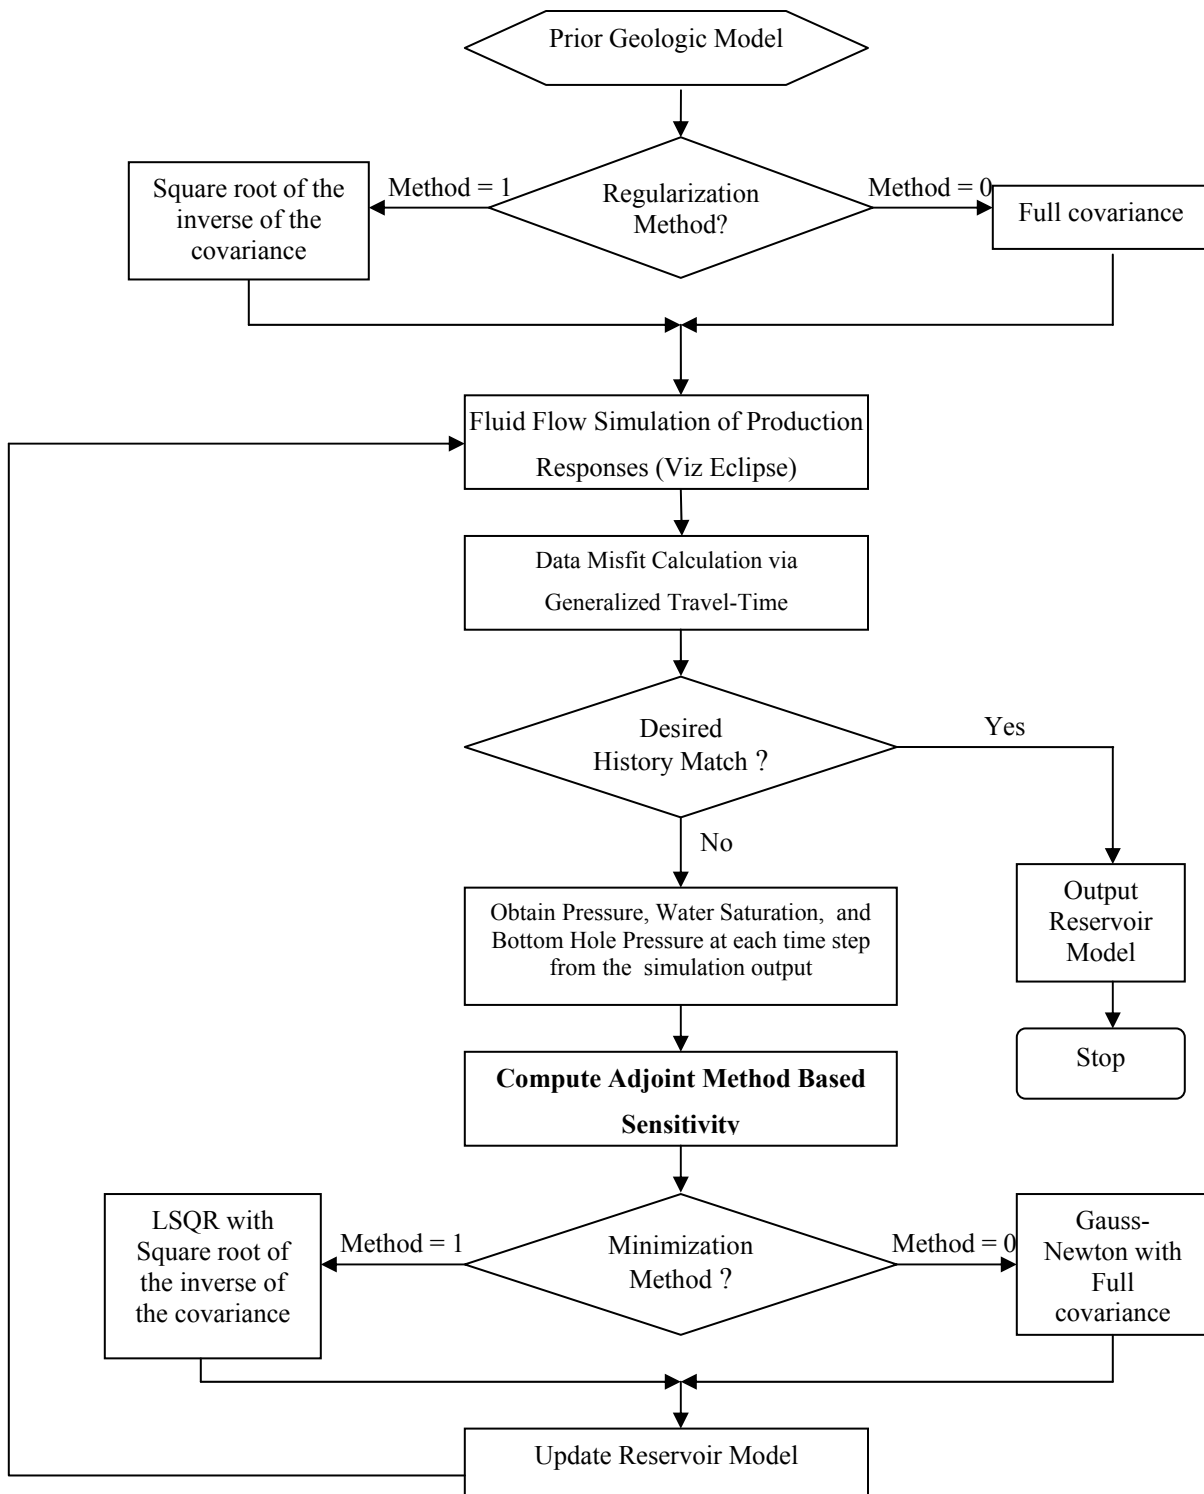 Prior Geologic Model
Square root of the
inverse of the
covariance
Method = 1
Regularization
Method?
Method = 0
Full covariance
Fluid Flow Simulation of Production
Responses (Viz Eclipse)
Data Misfit Calculation via
Generalized Travel-Time
Desired
History Match ?
Yes
No
Obtain Pressure, Water Saturation, and
Bottom Hole Pressure at each time step
from the simulation output
Output
Reservoir
Model
Stop
Compute Adjoint Method Based
Sensitivity
LSQR with
Square root of
the inverse of
the covariance
Method = 1
Minimization
Method ?
Method = 0
Gauss-
Newton with
Full
covariance
Update Reservoir Model